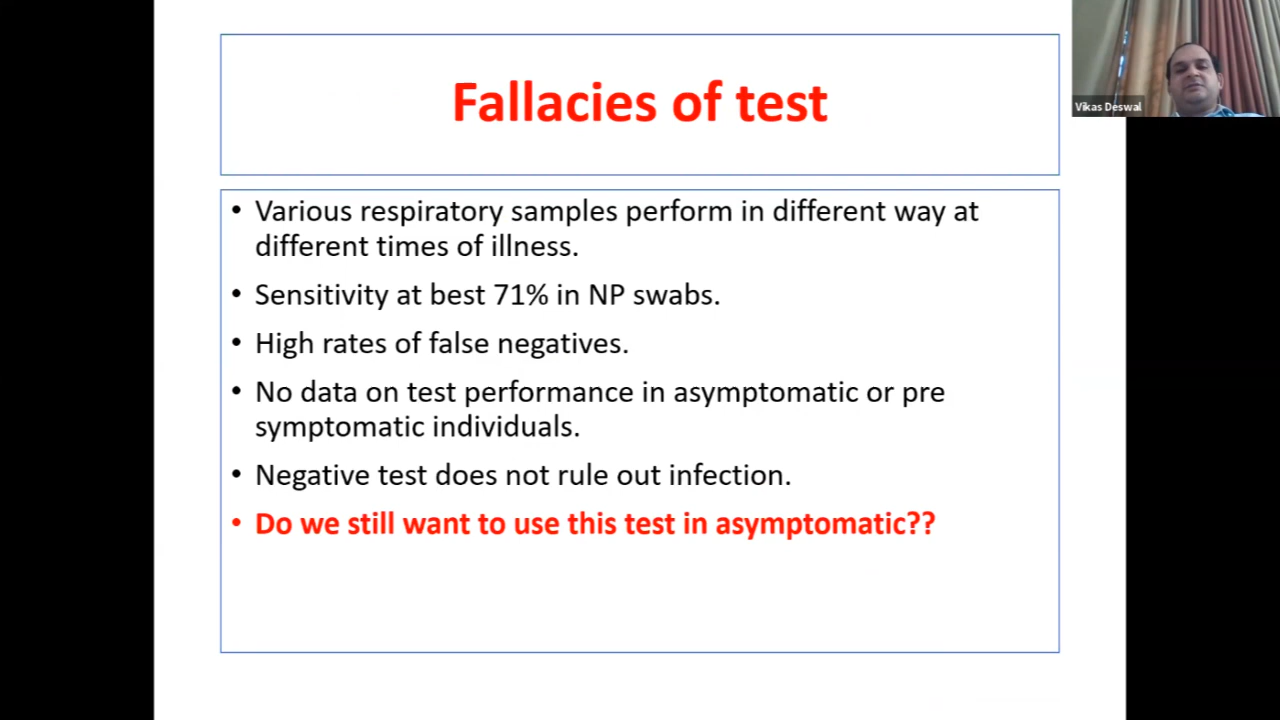 Fallacies of test
Vikas Deswal
• Various respiratory samples perform in different way at
different times of illness.
• Sensitivity at best 71% in NP swabs.
• High rates of false negatives.
• No data on test performance in asymptomatic or pre
symptomatic individuals.
• Negative test does not rule out infection.
• Do we still want to use this test in asymptomatic??